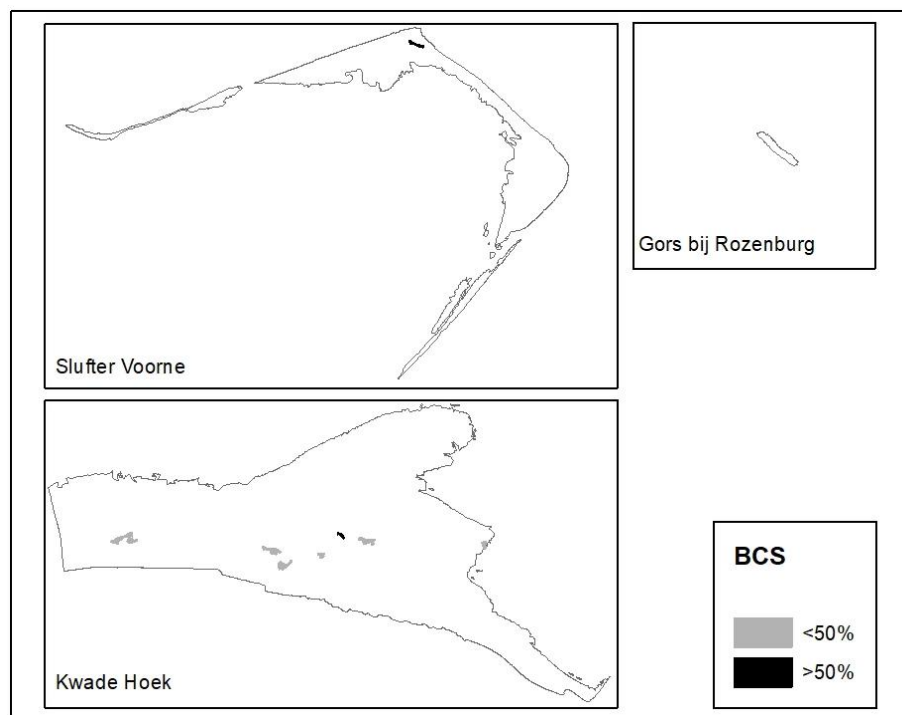 Slufter Voorne
Gors bij Rozenburg
Kwade Hoek
BCS
<50%
>50%